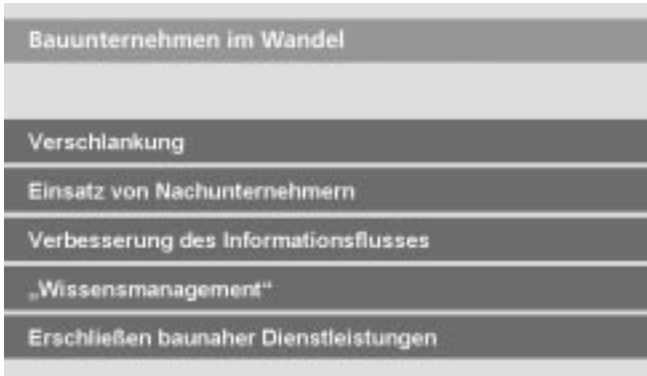 Bauunternehmen im Wandel
Verschlankung
Einsatz von Nachunternehmern
Verbesserung des Informationsflusses
„Wissensmanagement“
Erschließen baunaher Dienstleistungen